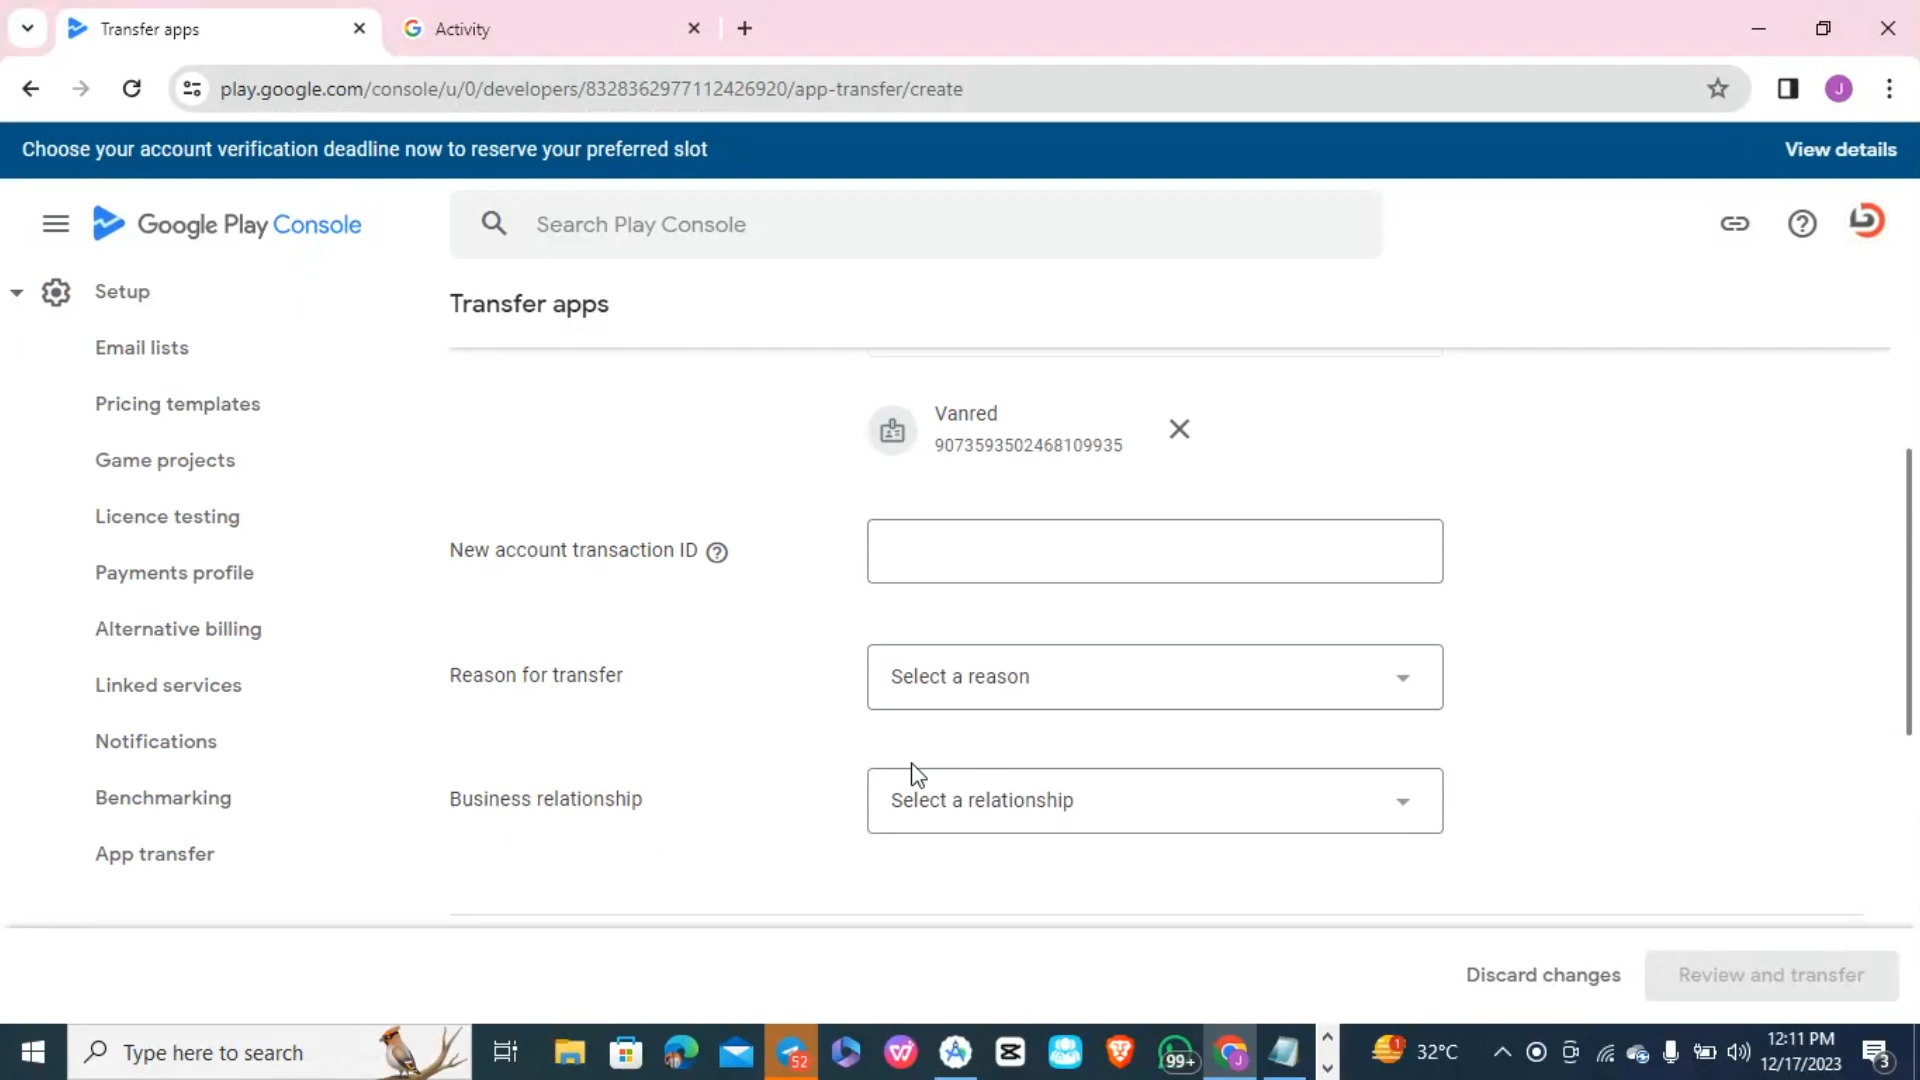 Transfer apps
Activity
play.google.com/console/u/0/developers/8328362977112426920/app-transfer/create
J
Choose your account verification deadline now to reserve your preferred slot
View details
Google Play Console
Search Play Console
Setup
Email lists
Pricing templates
Game projects
Licence testing
Payments profile
Alternative billing
Linked services
Notifications
Benchmarking
App transfer
Transfer apps
Vanred
9073593502468109935
New account transaction ID
Reason for transfer
Select a reason
Business relationship
Select a relationship
Discard changes
Review and transfer
Type here to search
52
99+
J
32°C
12:11 PM
12/17/2023
3